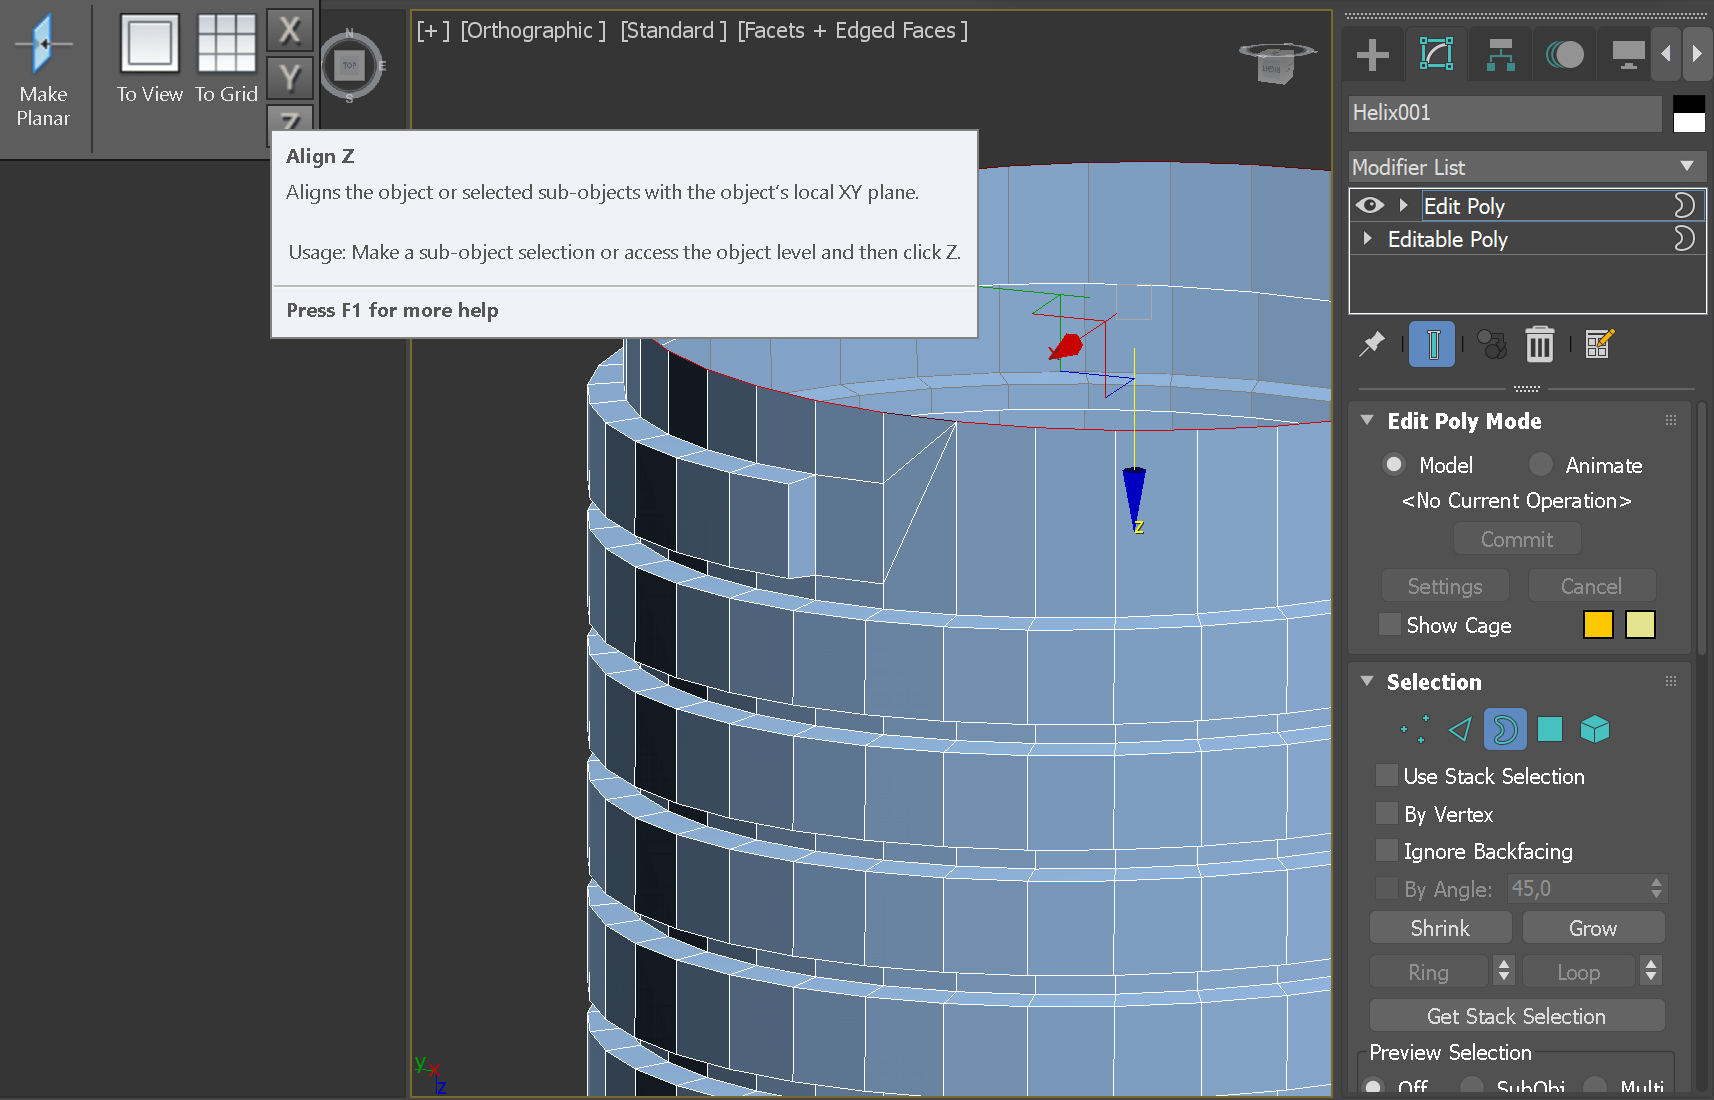 Make
Planar
To View
To Grid
X
Y
Z
N
TOP
E
S
[+] [Orthographic] [Standard] [Facets + Edged Faces]
RIGHT
Align Z
Aligns the object or selected sub-objects with the object's local XY plane.
Usage: Make a sub-object selection or access the object level and then click Z.
Press F1 for more help
x
z
y
x
z
Helix001
Modifier List
Edit Poly
Editable Poly
Edit Poly Mode
Model
Animate
<No Current Operation>
Commit
Settings
Cancel
Show Cage
Selection
Use Stack Selection
By Vertex
Ignore Backfacing
By Angle: 45,0
Shrink
Grow
Ring
Loop
Get Stack Selection
Preview Selection
Off
SubObj
Multi